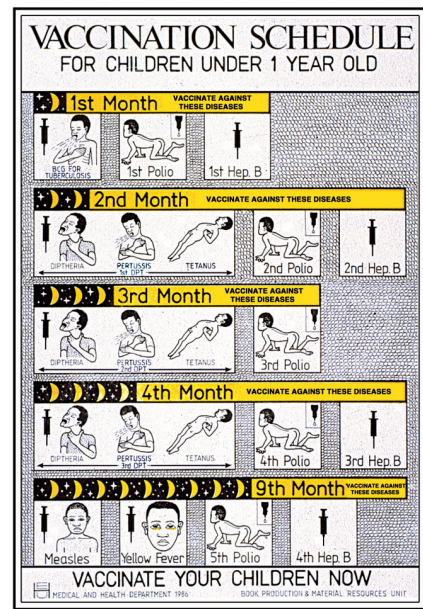 VACCINATION SCHEDULE
FOR CHILDREN UNDER 1 YEAR OLD
1st Month VACCINATE AGAINST THESE DISEASES
BCG FOR TUBERCULOSIS
1st Polio
1st Hep. B
2nd Month VACCINATE AGAINST THESE DISEASES
DIPTHERIA
PERTUSSIS
1st DPT
TETANUS
2nd Polio
2nd Hep. B
3rd Month VACCINATE AGAINST THESE DISEASES
DIPTHERIA
PERTUSSIS
2nd DPT
TETANUS
3rd Polio
4th Month VACCINATE AGAINST THESE DISEASES
DIPTHERIA
PERTUSSIS
3rd DPT
TETANUS
4th Polio
3rd Hep. B
9th Month VACCINATE AGAINST THESE DISEASES
Measles
Yellow Fever
5th Polio
4th Hep. B
VACCINATE YOUR CHILDREN NOW
MEDICAL AND HEALTH DEPARTMENT 1986 BOOK PRODUCTION & MATERIAL RESOURCES UNIT